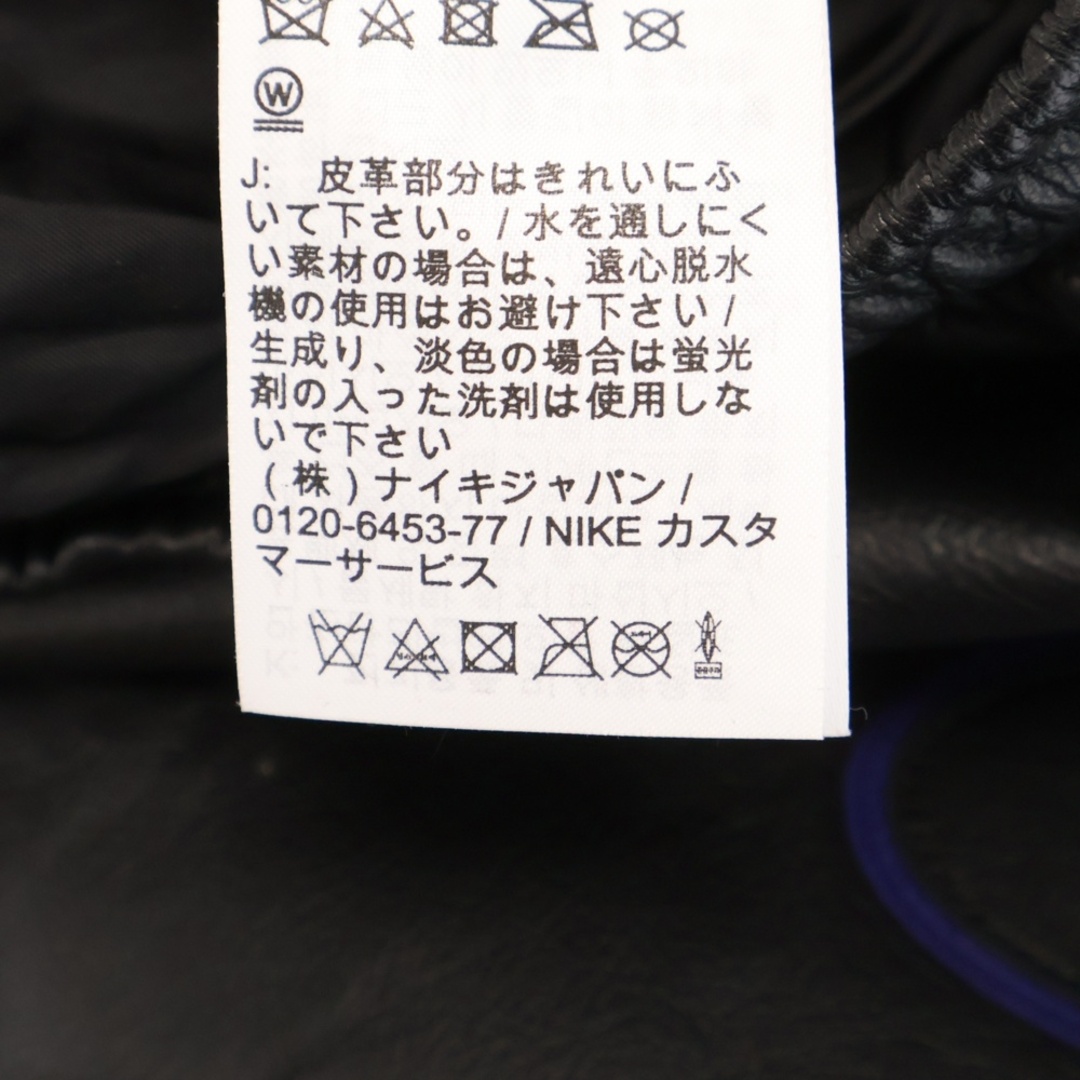 W
J: 皮革部分はきれいにふ
いて下さい。/ 水を通しにく
い素材の場合は、遠心脱水
機の使用はお避け下さい /
生成り、淡色の場合は蛍光
剤の入った洗剤は使用しな
いで下さい
(株)ナイキジャパン /
0120-6453-77 / NIKE カスタ
マーサービス